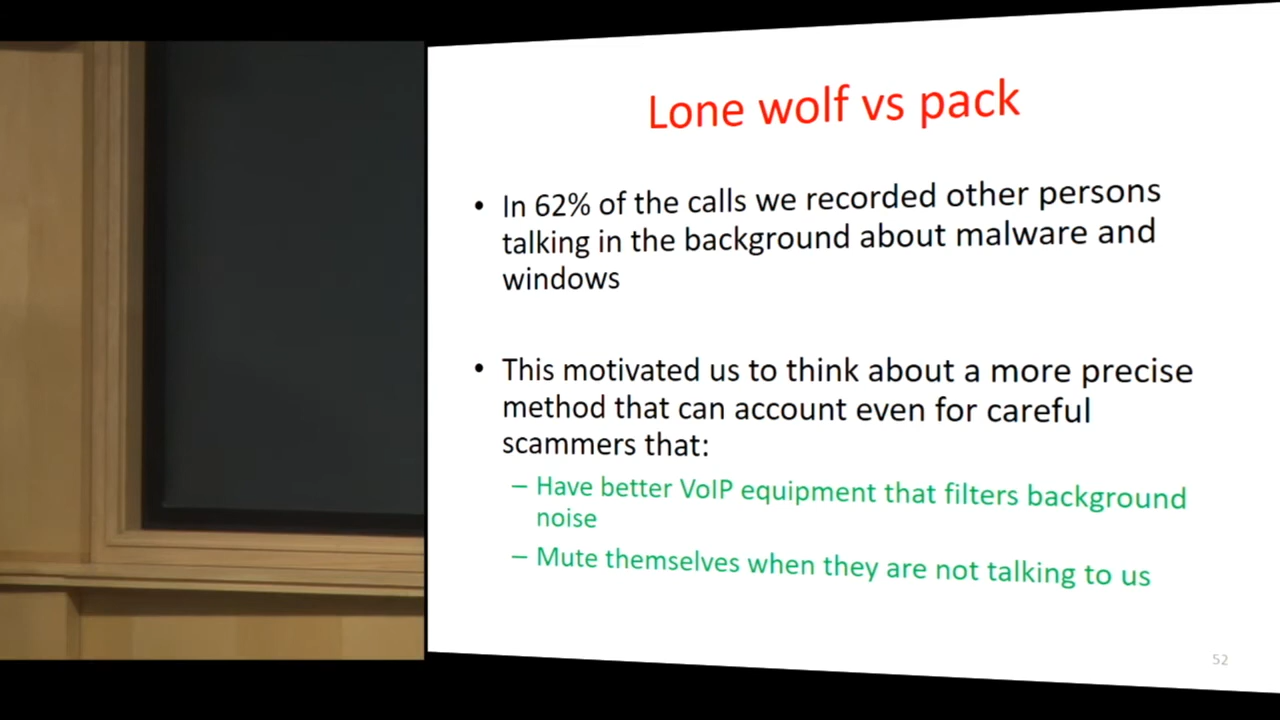 Lone wolf vs pack
• In 62% of the calls we recorded other persons
talking in the background about malware and
windows
• This motivated us to think about a more precise
method that can account even for careful
scammers that:
– Have better VoIP equipment that filters background
noise
– Mute themselves when they are not talking to us
52